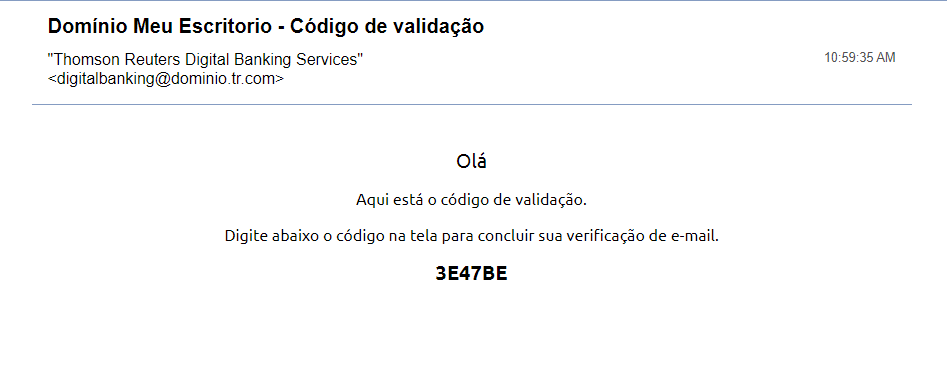 Domínio Meu Escritorio - Código de validação
"Thomson Reuters Digital Banking Services"
10:59:35 AM
<digitalbanking@dominio.tr.com>
Olá
Aqui está o código de validação.
Digite abaixo o código na tela para concluir sua verificação de e-mail.
3E47BE